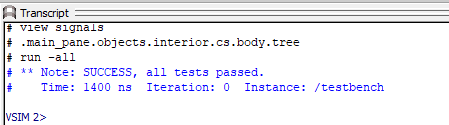 Transcript
# view signals
# .main_pane.objects.interior.cs.body.tree
# run -all
# ** Note: SUCCESS, all tests passed.
#    Time: 1400 ns  Iteration: 0  Instance: /testbench
VSIM 2>